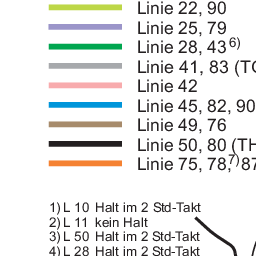 Linie 22, 90
Linie 25, 79
Linie 28, 43 6)
Linie 41, 83
Linie 42
Linie 45, 82, 90
Linie 49, 76
Linie 50, 80
Linie 75, 78,7) 87
1) L 10 Halt im 2 Std-Takt
2) L 11 kein Halt
3) L 50 Halt im 2 Std-Takt
4) L 28 Halt im 2 Std-Takt